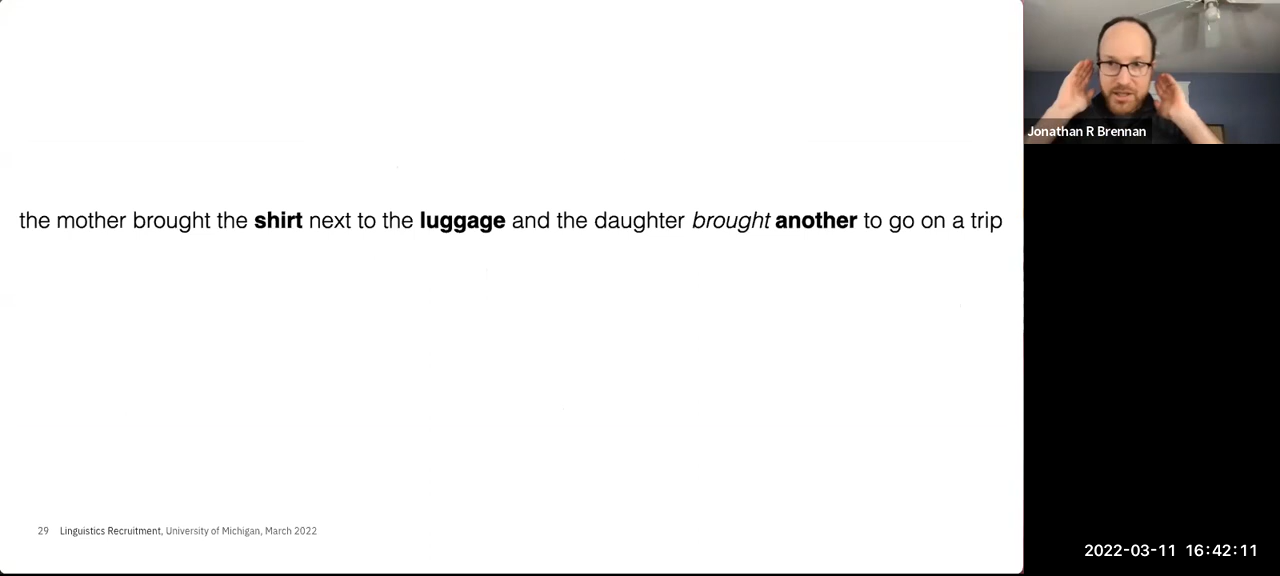 the mother brought the shirt next to the luggage and the daughter brought another to go on a trip
Jonathan R Brennan
29 Linguistics Recruitment, University of Michigan, March 2022
2022-03-11 16:42:11